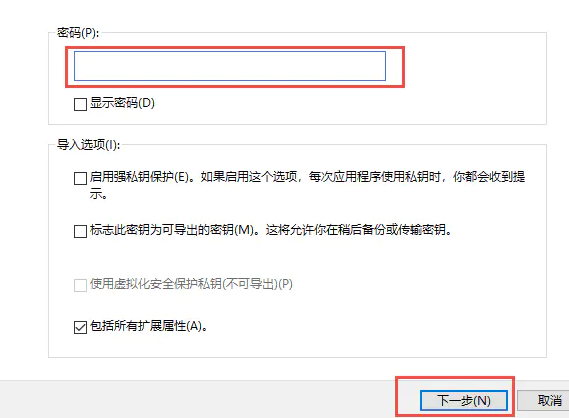 密码(P):
显示密码(D)
导入选项(I):
启用强私钥保护(E)。如果启用这个选项，每次应用程序使用私钥时，你都会收到提
示。
标志此密钥为可导出的密钥(M)。这将允许你在稍后备份或传输密钥。
使用虚拟化安全保护私钥(不可导出)(P)
包括所有扩展属性(A)。
下一步(N)
取消